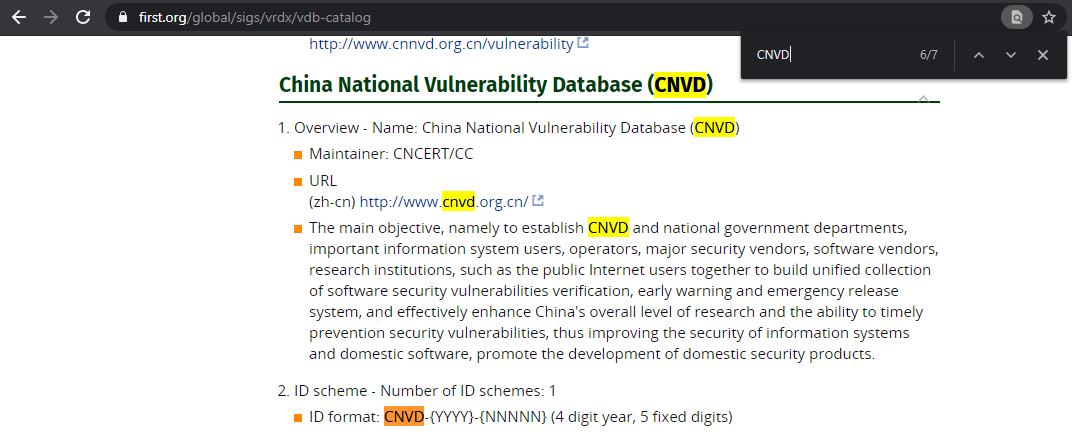 first.org/global/sigs/vrdx/vdb-catalog
CNVD 6/7
http://www.cnnvd.org.cn/vulnerability
China National Vulnerability Database (CNVD)
1. Overview - Name: China National Vulnerability Database (CNVD)
Maintainer: CNCERT/CC
URL
(zh-cn) http://www.cnvd.org.cn/
The main objective, namely to establish CNVD and national government departments,
important information system users, operators, major security vendors, software vendors,
research institutions, such as the public Internet users together to build unified collection
of software security vulnerabilities verification, early warning and emergency release
system, and effectively enhance China's overall level of research and the ability to timely
prevention security vulnerabilities, thus improving the security of information systems
and domestic software, promote the development of domestic security products.
2. ID scheme - Number of ID schemes: 1
ID format: CNVD-{YYYY}-{NNNNN} (4 digit year, 5 fixed digits)